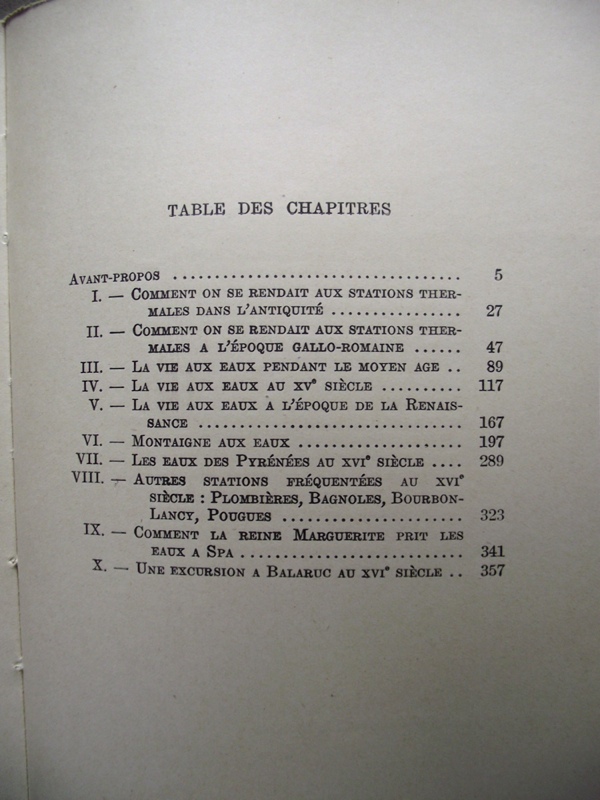 TABLE DES CHAPITRES
AVANT-PROPOS .................................. 5
I. — COMMENT ON SE RENDAIT AUX STATIONS THER-
MALES DANS L'ANTIQUITÉ ................ 27
II. — COMMENT ON SE RENDAIT AUX STATIONS THER-
MALES A L'ÉPOQUE GALLO-ROMAINE ...... 47
III. — LA VIE AUX EAUX PENDANT LE MOYEN AGE .. 89
IV. — LA VIE AUX EAUX AU XVe SIÈCLE .......... 117
V. — LA VIE AUX EAUX A L'ÉPOQUE DE LA RENAIS-
SANCE ................................ 167
VI. — MONTAIGNE AUX EAUX .................... 197
VII. — LES EAUX DES PYRÉNÉES AU XVIe SIÈCLE .... 289
VIII. — AUTRES STATIONS FRÉQUENTÉES AU XVIe
SIÈCLE : PLOMBIÈRES, BAGNOLES, BOURBON-
LANCY, POUGUES ...................... 323
IX. — COMMENT LA REINE MARGUERITE PRIT LES
EAUX A SPA ........................... 341
X. — UNE EXCURSION A BALARUC AU XVIe SIÈCLE .. 357